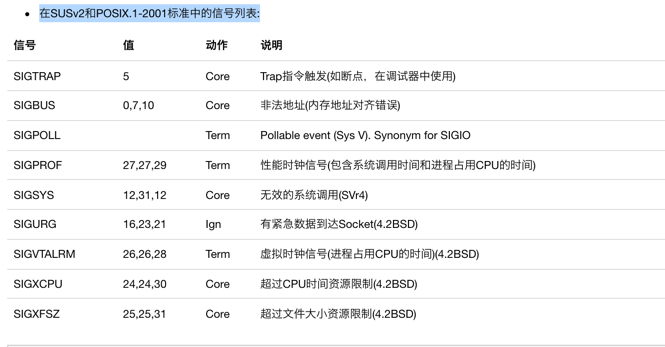 在SUSv2和POSIX.1-2001标准中的信号列表:
信号 值 动作 说明
SIGTRAP 5 Core Trap指令触发(如断点，在调试器中使用)
SIGBUS 0,7,10 Core 非法地址(内存地址对齐错误)
SIGPOLL Term Pollable event (Sys V). Synonym for SIGIO
SIGPROF 27,27,29 Term 性能时钟信号(包含系统调用时间和进程占用CPU的时间)
SIGSYS 12,31,12 Core 无效的系统调用(SVr4)
SIGURG 16,23,21 Ign 有紧急数据到达Socket(4.2BSD)
SIGVTALRM 26,26,28 Term 虚拟时钟信号(进程占用CPU的时间)(4.2BSD)
SIGXCPU 24,24,30 Core 超过CPU时间资源限制(4.2BSD)
SIGXFSZ 25,25,31 Core 超过文件大小资源限制(4.2BSD)